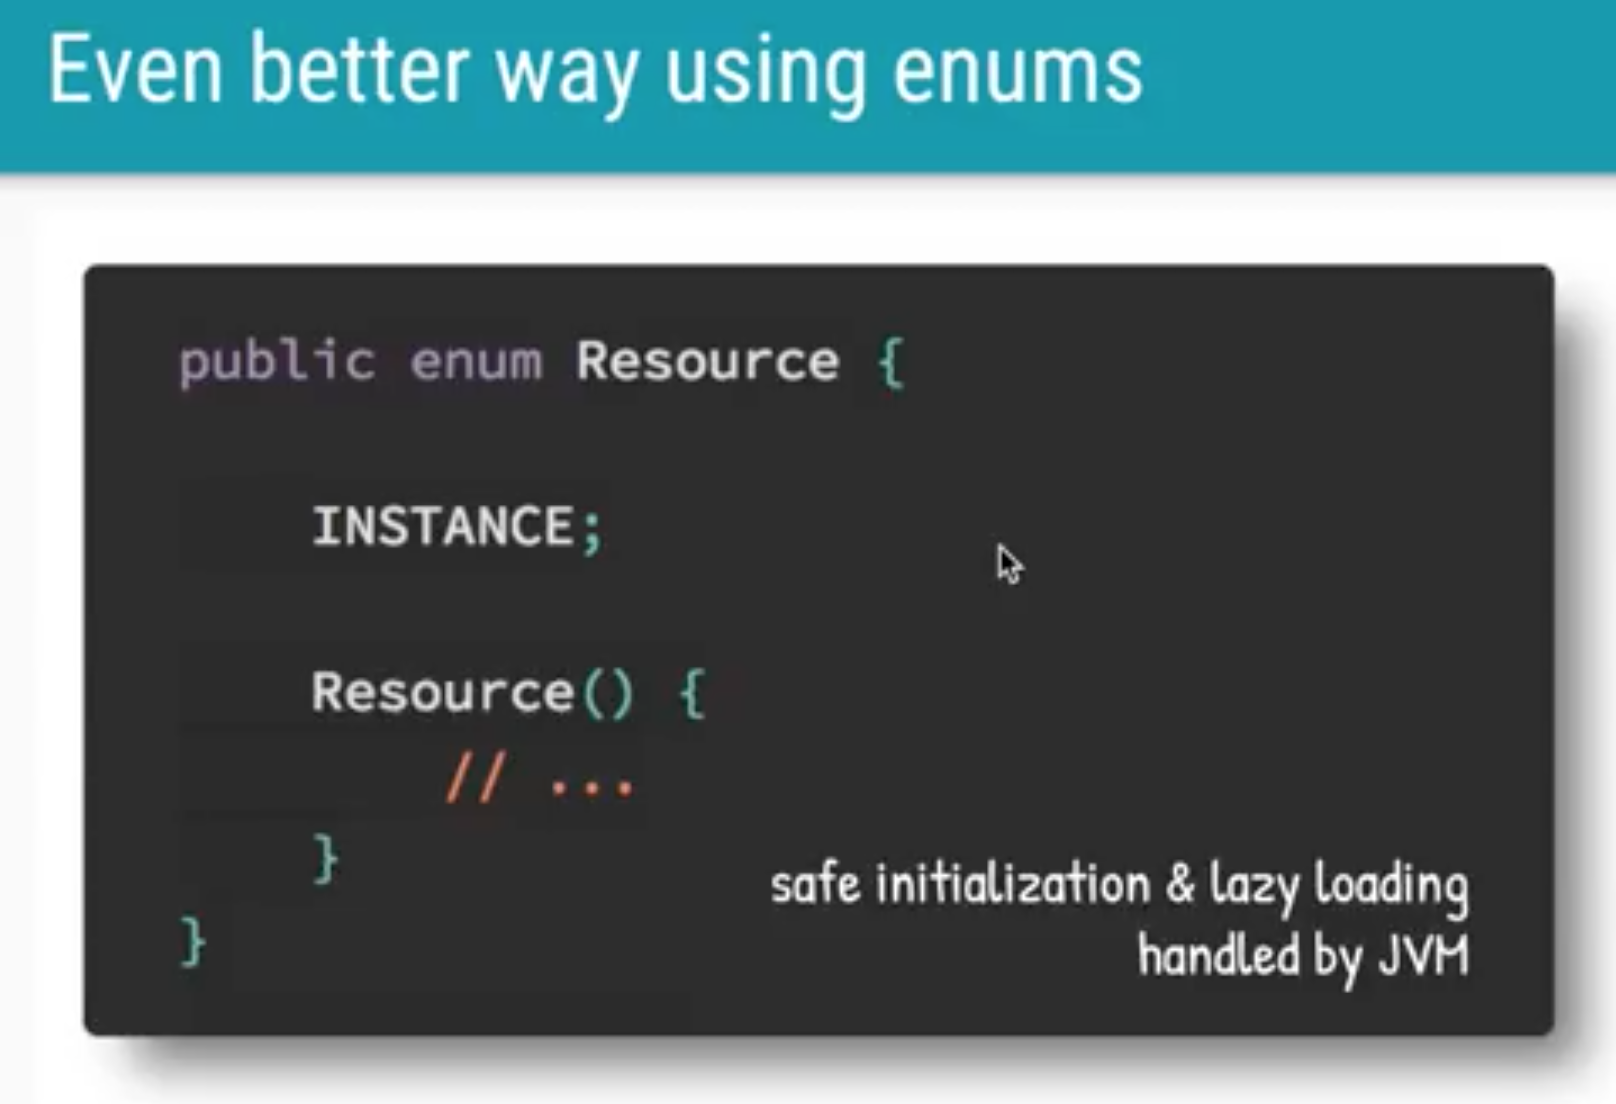 Even better way using enums
public enum Resource {
INSTANCE;
Resource() {
// ...
}
}
safe initialization & lazy loading
handled by JVM